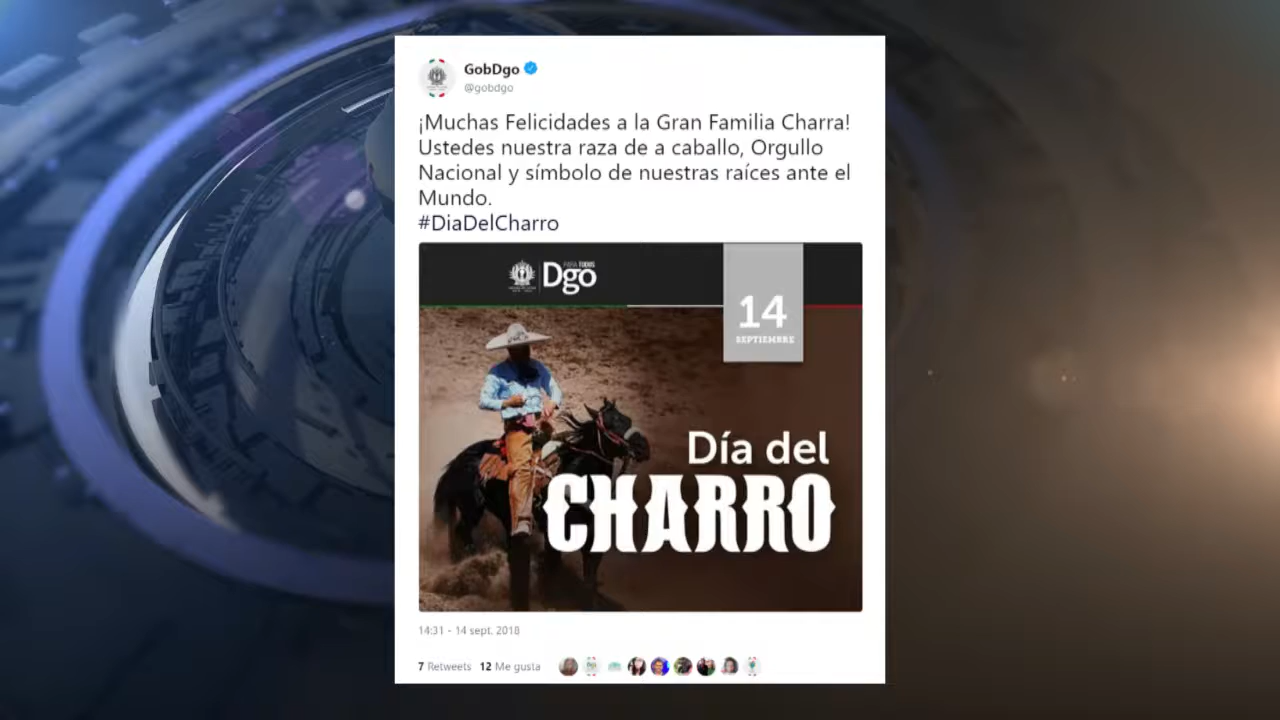 GobDgo
@gobdgo
¡Muchas Felicidades a la Gran Familia Charra!
Ustedes nuestra raza de a caballo, Orgullo
Nacional y símbolo de nuestras raíces ante el
Mundo.
#DiaDelCharro
PARA TODOS
Dgo
14
SEPTIEMBRE
Día del
CHARRO
14:31 - 14 sept. 2018
7 Retweets 12 Me gusta